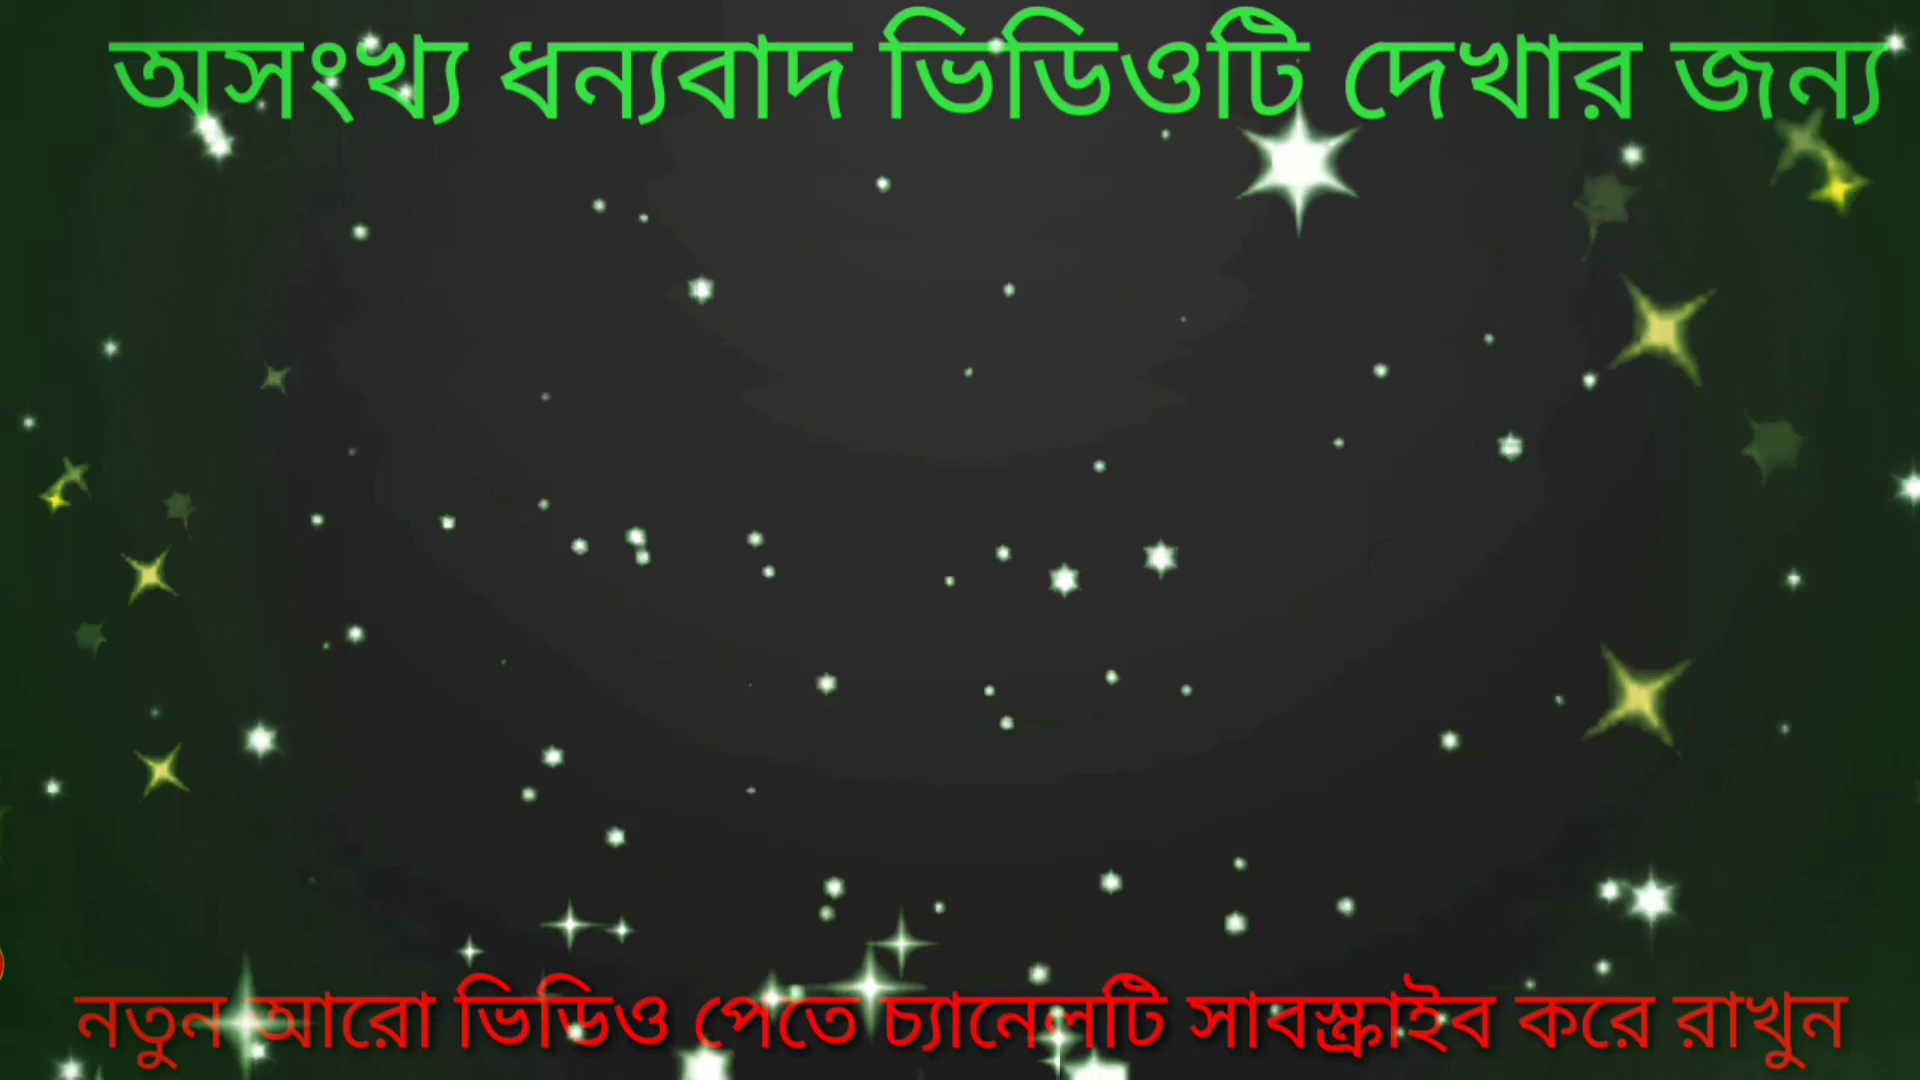 অসংখ্য ধন্যবাদ ভিডিওটি দেখার জন্য
নতুন আরো ভিডিও পেতে চ্যানেলটি সাবস্ক্রাইব করে রাখুন